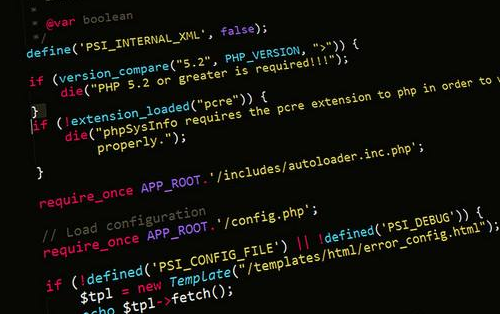 * @var boolean
*/
define('PSI_INTERNAL_XML', false);
if (version_compare("5.2", PHP_VERSION, ">")) {
die("PHP 5.2 or greater is required!!!");
}
if (!extension_loaded("pcre")) {
die("phpSysInfo requires the pcre extension to php in order to
properly.");
}
require_once APP_ROOT.'/includes/autoloader.inc.php';
// Load configuration
require_once APP_ROOT.'/config.php';
if (!defined('PSI_CONFIG_FILE') || !defined('PSI_DEBUG')) {
$tpl = new Template("/templates/html/error_config.html");
echo $tpl->fetch();